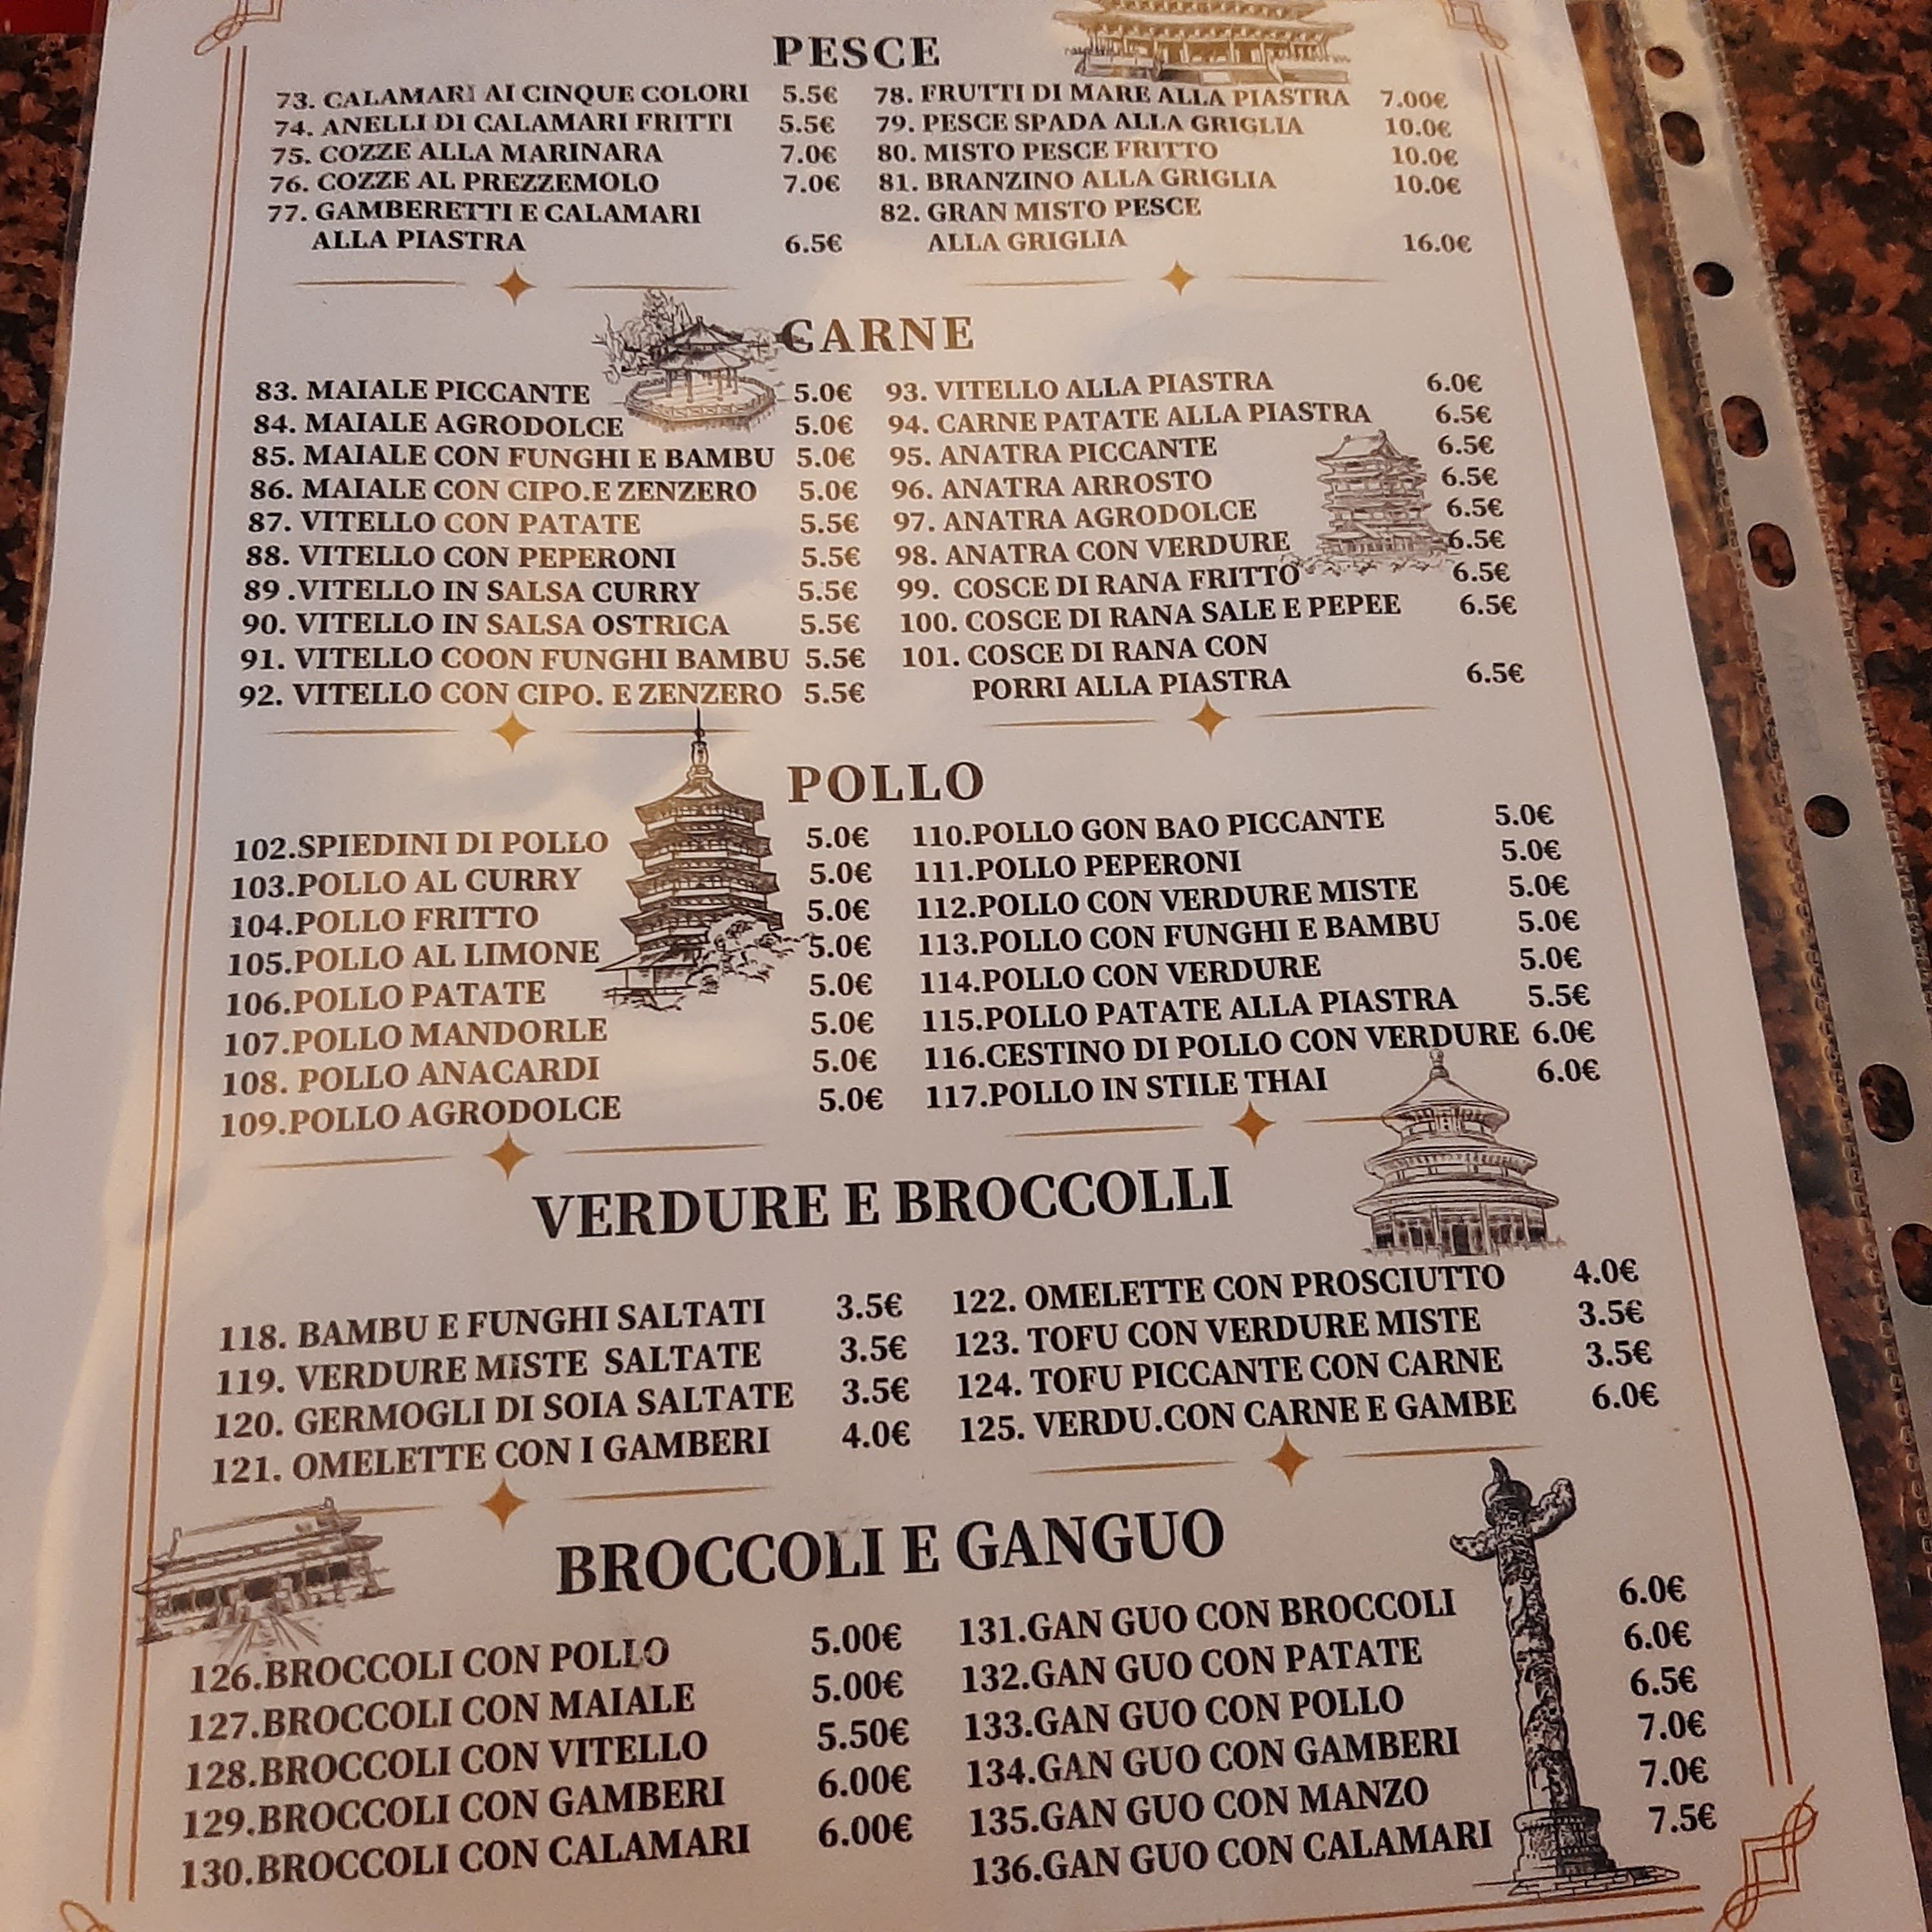 PESCE
73. CALAMARI AI CINQUE COLORI 5.5€
74. ANELLI DI CALAMARI FRITTI 5.5€
75. COZZE ALLA MARINARA 7.0€
76. COZZE AL PREZZEMOLO 7.0€
77. GAMBERETTI E CALAMARI
ALLA PIASTRA 6.5€
78. FRUTTI DI MARE ALLA PIASTRA 7.00€
79. PESCE SPADA ALLA GRIGLIA 10.0€
80. MISTO PESCE FRITTO 10.0€
81. BRANZINO ALLA GRIGLIA 10.0€
82. GRAN MISTO PESCE
ALLA GRIGLIA 16.0€
CARNE
83. MAIALE PICCANTE 5.0€
84. MAIALE AGRODOLCE 5.0€
85. MAIALE CON FUNGHI E BAMBU 5.0€
86. MAIALE CON CIPO.E ZENZERO 5.0€
87. VITELLO CON PATATE 5.5€
88. VITELLO CON PEPERONI 5.5€
89 .VITELLO IN SALSA CURRY 5.5€
90. VITELLO IN SALSA OSTRICA 5.5€
91. VITELLO COON FUNGHI BAMBU 5.5€
92. VITELLO CON CIPO. E ZENZERO 5.5€
93. VITELLO ALLA PIASTRA 6.0€
94. CARNE PATATE ALLA PIASTRA 6.5€
95. ANATRA PICCANTE 6.5€
96. ANATRA ARROSTO 6.5€
97. ANATRA AGRODOLCE 6.5€
98. ANATRA CON VERDURE 6.5€
99. COSCE DI RANA FRITTO 6.5€
100. COSCE DI RANA SALE E PEPEE 6.5€
101. COSCE DI RANA CON
PORRI ALLA PIASTRA 6.5€
POLLO
102.SPIEDINI DI POLLO 5.0€
103.POLLO AL CURRY 5.0€
104.POLLO FRITTO 5.0€
105.POLLO AL LIMONE 5.0€
106.POLLO PATATE 5.0€
107.POLLO MANDORLE 5.0€
108. POLLO ANACARDI 5.0€
109.POLLO AGRODOLCE 5.0€
110.POLLO GON BAO PICCANTE 5.0€
111.POLLO PEPERONI 5.0€
112.POLLO CON VERDURE MISTE 5.0€
113.POLLO CON FUNGHI E BAMBU 5.0€
114.POLLO CON VERDURE 5.0€
115.POLLO PATATE ALLA PIASTRA 5.5€
116.CESTINO DI POLLO CON VERDURE 6.0€
117.POLLO IN STILE THAI 6.0€
VERDURE E BROCCOLLI
118. BAMBU E FUNGHI SALTATI 3.5€
119. VERDURE MISTE SALTATE 3.5€
120. GERMOGLI DI SOIA SALTATE 3.5€
121. OMELETTE CON I GAMBERI 4.0€
122. OMELETTE CON PROSCIUTTO 4.0€
123. TOFU CON VERDURE MISTE 3.5€
124. TOFU PICCANTE CON CARNE 3.5€
125. VERDU.CON CARNE E GAMBE 6.0€
BROCCOLI E GANGUO
126.BROCCOLI CON POLLO 5.00€
127.BROCCOLI CON MAIALE 5.00€
128.BROCCOLI CON VITELLO 5.50€
129.BROCCOLI CON GAMBERI 6.00€
130.BROCCOLI CON CALAMARI 6.00€
131.GAN GUO CON BROCCOLI 6.0€
132.GAN GUO CON PATATE 6.0€
133.GAN GUO CON POLLO 6.5€
134.GAN GUO CON GAMBERI 7.0€
135.GAN GUO CON MANZO 7.0€
136.GAN GUO CON CALAMARI 7.5€